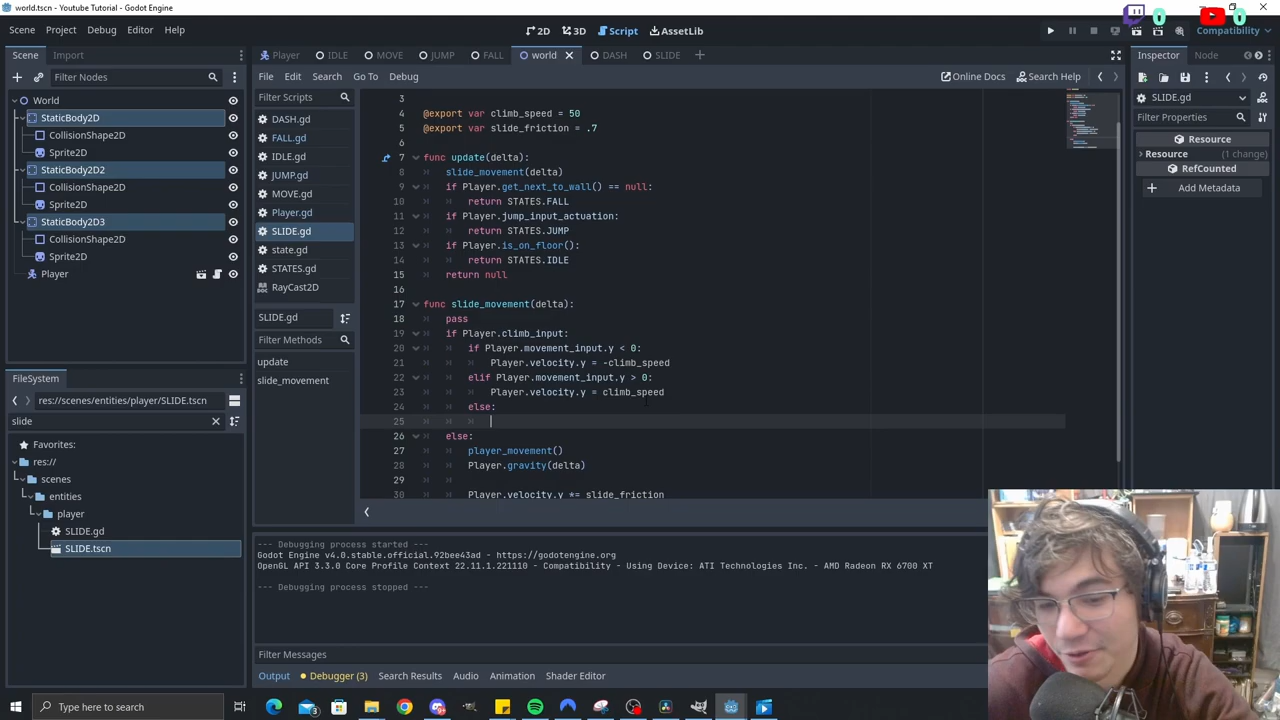 world.tscn - Youtube Tutorial - Godot Engine
0
0
Scene Project Debug Editor Help
2D 3D Script AssetLib
Compatibility
Scene Import
Player IDLE MOVE JUMP FALL world DASH SLIDE
Inspector Node
Filter Nodes
File Edit Search Go To Debug
Online Docs Search Help
World
StaticBody2D
CollisionShape2D
Sprite2D
StaticBody2D2
CollisionShape2D
Sprite2D
StaticBody2D3
CollisionShape2D
Sprite2D
Player
FileSystem
res://scenes/entities/player/SLIDE.tscn
slide
Favorites:
res://
scenes
entities
player
SLIDE.gd
SLIDE.tscn
Filter Scripts
DASH.gd
FALL.gd
IDLE.gd
JUMP.gd
MOVE.gd
Player.gd
SLIDE.gd
state.gd
STATES.gd
RayCast2D
SLIDE.gd
Filter Methods
update
slide_movement
3
4 @export var climb_speed = 50
5 @export var slide_friction = .7
6
7 func update(delta):
8 slide_movement(delta)
9 if Player.get_next_to_wall() == null:
10 return STATES.FALL
11 if Player.jump_input_actuation:
12 return STATES.JUMP
13 if Player.is_on_floor():
14 return STATES.IDLE
15 return null
16
17 func slide_movement(delta):
18 pass
19 if Player.climb_input:
20 if Player.movement_input.y < 0:
21 Player.velocity.y = -climb_speed
22 elif Player.movement_input.y > 0:
23 Player.velocity.y = climb_speed
24 else:
25
26 else:
27 player_movement()
28 Player.gravity(delta)
29
30 Player.velocity.y *= slide_friction
SLIDE.gd
Filter Properties
Resource
Resource (1 change)
RefCounted
Add Metadata
--- Debugging process started ---
Godot Engine v4.0.stable.official.92bee43ad - https://godotengine.org
OpenGL API 3.3.0 Core Profile Context 22.11.1.221110 - Compatibility - Using Device: ATI Technologies Inc. - AMD Radeon RX 6700 XT
--- Debugging process stopped ---
Filter Messages
Output Debugger (3) Search Results Audio Animation Shader Editor
Type here to search